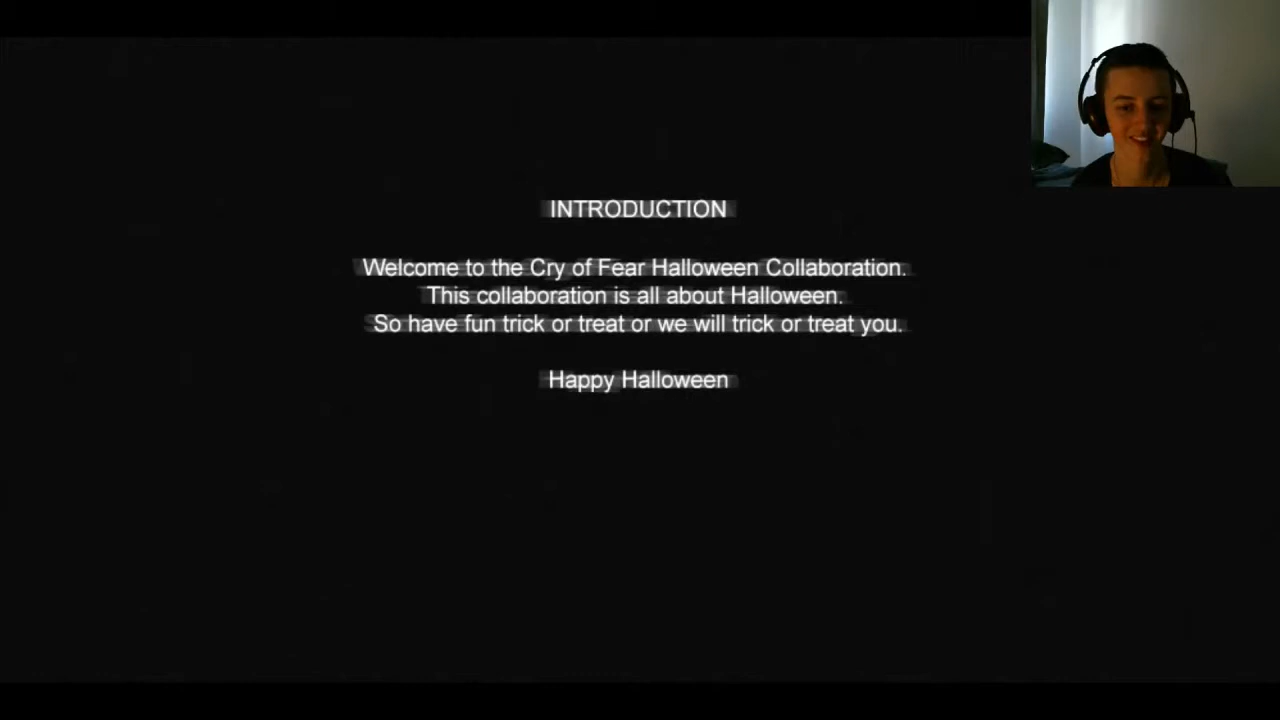 INTRODUCTION
Welcome to the Cry of Fear Halloween Collaboration.
This collaboration is all about Halloween.
So have fun trick or treat or we will trick or treat you.
Happy Halloween